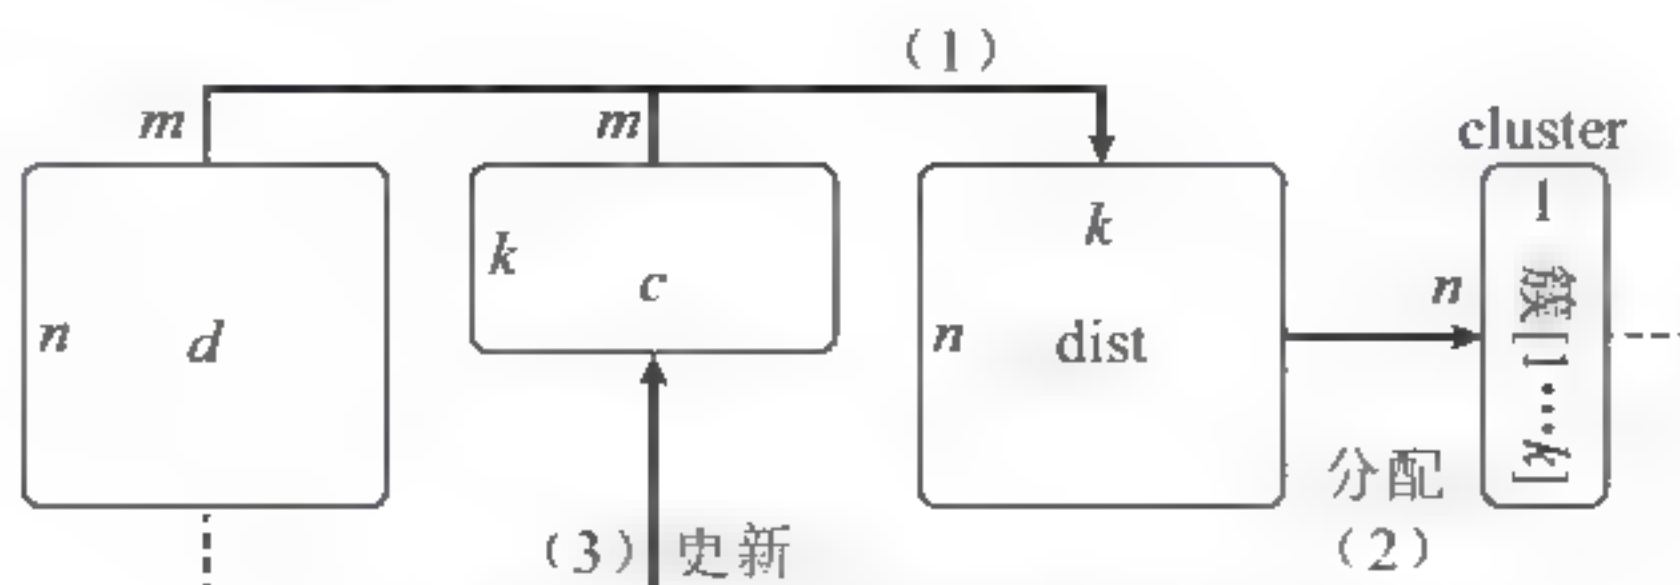 (1)
m
m
cluster
1
k
k
n
簇[1…k]
c
n
d
n
dist
分配
(2)
(3)
更新